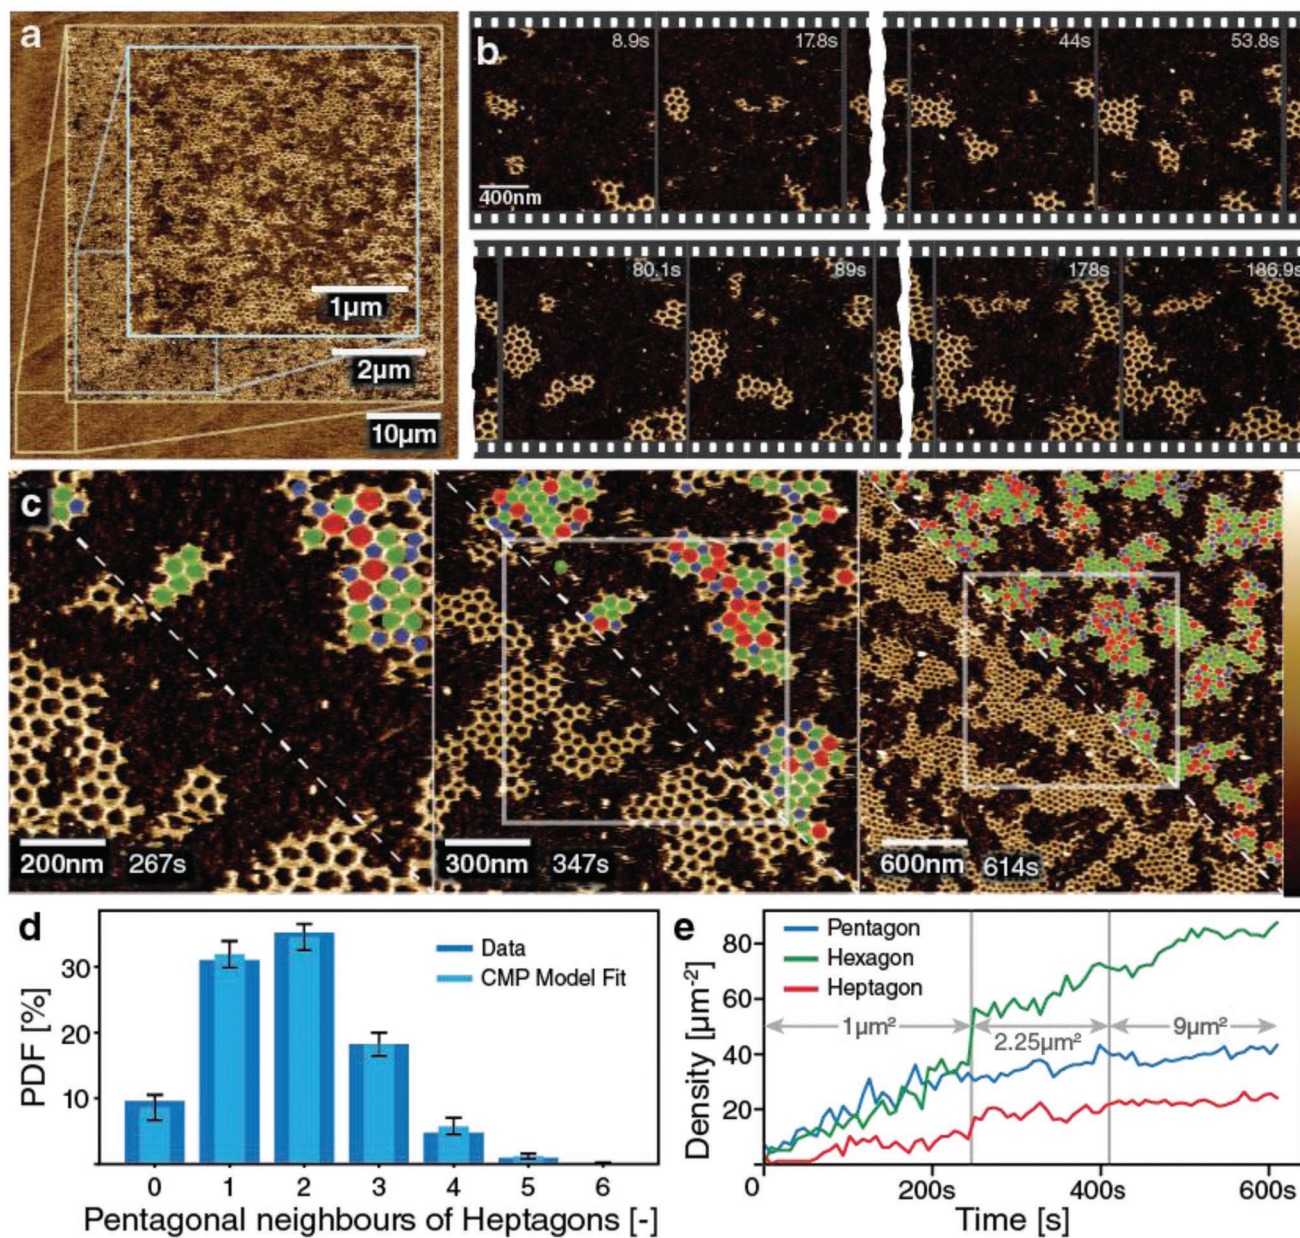 a
1µm
2µm
10µm
b
8.9s
17.8s
44s
53.8s
400nm
80.1s
89s
178s
186.9s
c
200nm 267s
300nm 347s
600nm 614s
d
PDF [%]
30
20
10
Data
CMP Model Fit
0 1 2 3 4 5 6
Pentagonal neighbours of Heptagons [-]
e
Density [µm⁻²]
80
60
40
20
Pentagon
Hexagon
Heptagon
1µm²
2.25µm²
9µm²
0 200s 400s 600s
Time [s]